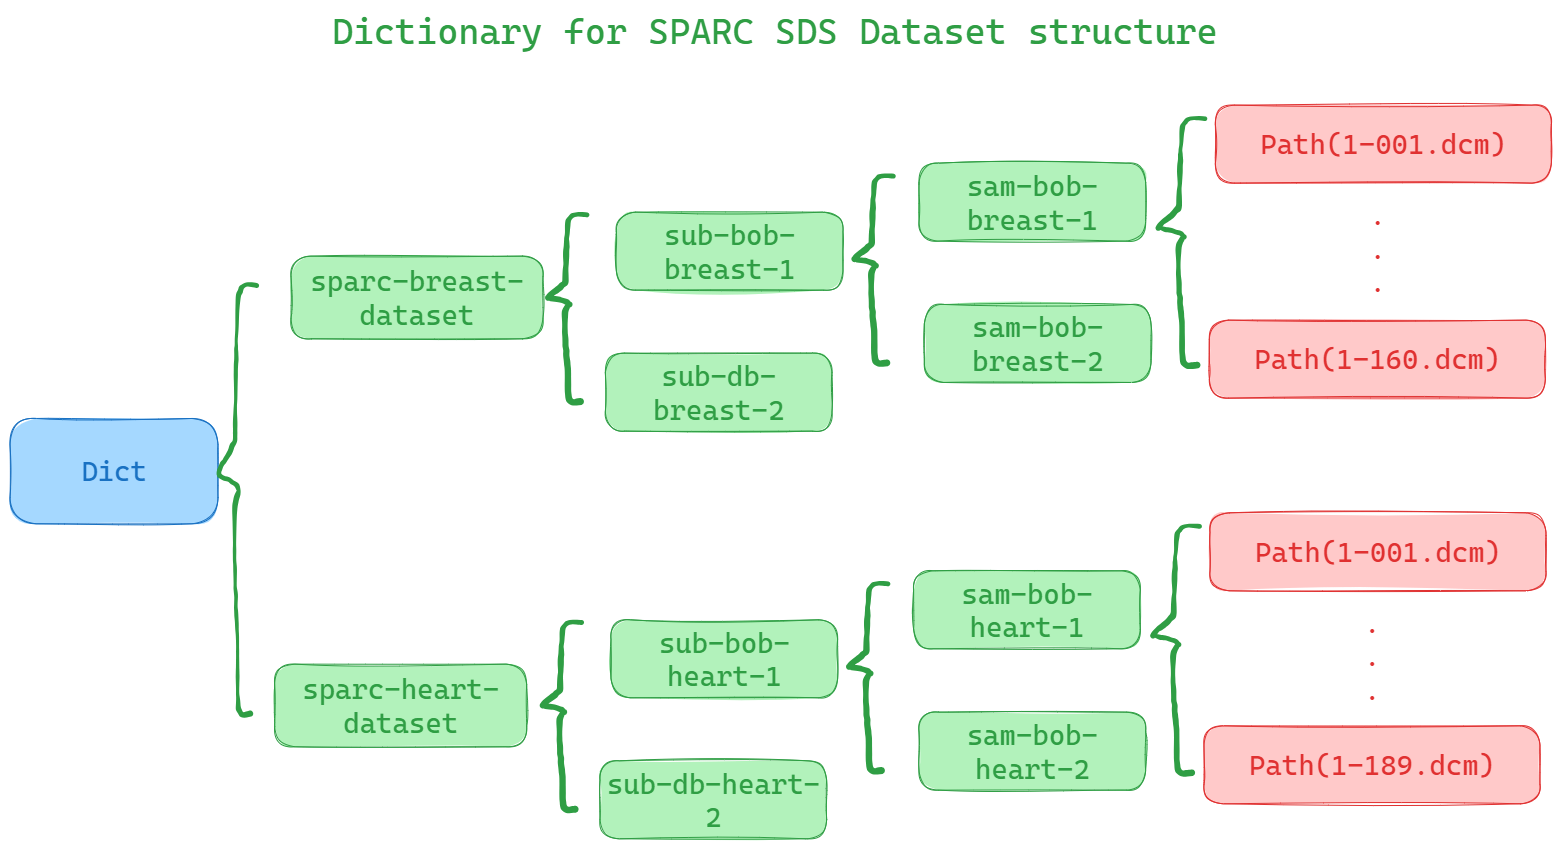 Dictionary for SPARC SDS Dataset structure
Path(1-001.dcm)
sam-bob-
breast-1
sub-bob-
breast-1
.
.
.
sparc-breast-
dataset
sam-bob-
breast-2
Path(1-160.dcm)
sub-db-
breast-2
Dict
Path(1-001.dcm)
sam-bob-
heart-1
sub-bob-
heart-1
.
.
.
sparc-heart-
dataset
sam-bob-
heart-2
Path(1-189.dcm)
sub-db-heart-
2